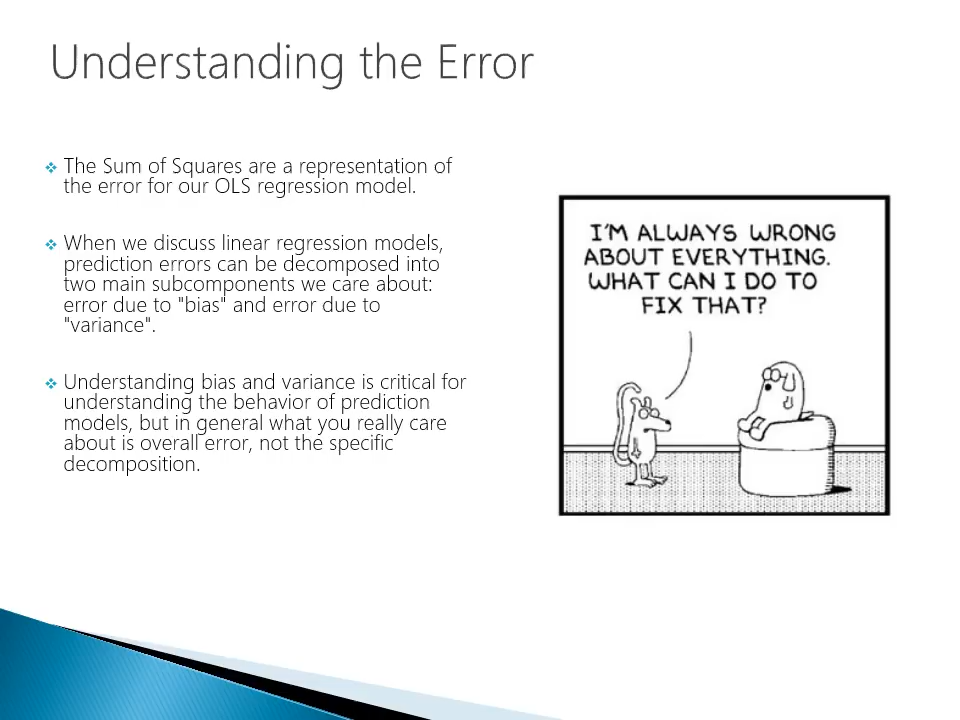 Understanding the Error
The Sum of Squares are a representation of
the error for our OLS regression model.
When we discuss linear regression models,
prediction errors can be decomposed into
two main subcomponents we care about:
error due to "bias" and error due to
"variance".
Understanding bias and variance is critical for
understanding the behavior of prediction
models, but in general what you really care
about is overall error, not the specific
decomposition.
I'M ALWAYS WRONG
ABOUT EVERYTHING.
WHAT CAN I DO TO
FIX THAT?